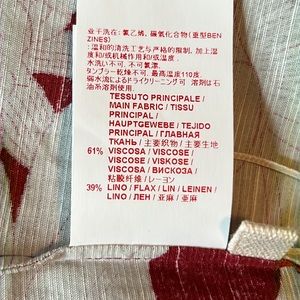 业干洗在: 氯乙烯, 碳氢化合物 (重型BEN
ZINES)
: 温和的清洗工艺与严格的限制, 加上湿
度和/或机械作用和/或温度.
水洗い不可. 不可氯漂.
タンブラー乾燥不可. 最高温度110度.
弱水流によるドライクリーニング可 溶剤は石
油系溶剤使用.
TESSUTO PRINCIPALE /
MAIN FABRIC / TISSU
PRINCIPAL /
HAUPTGEWEBE / TEJIDO
PRINCIPAL / ГЛАВНАЯ
ТКАНЬ / 主要织物 / 主要生
地
61% VISCOSA / VISCOSE /
VISCOSE / VISKOSE /
VISCOSA / ВИСКОЗА /
粘膠纤维 / レーヨン
39% LINO / FLAX / LIN / LEINEN /
LINO / ЛЕН / 亚麻 / 亜麻